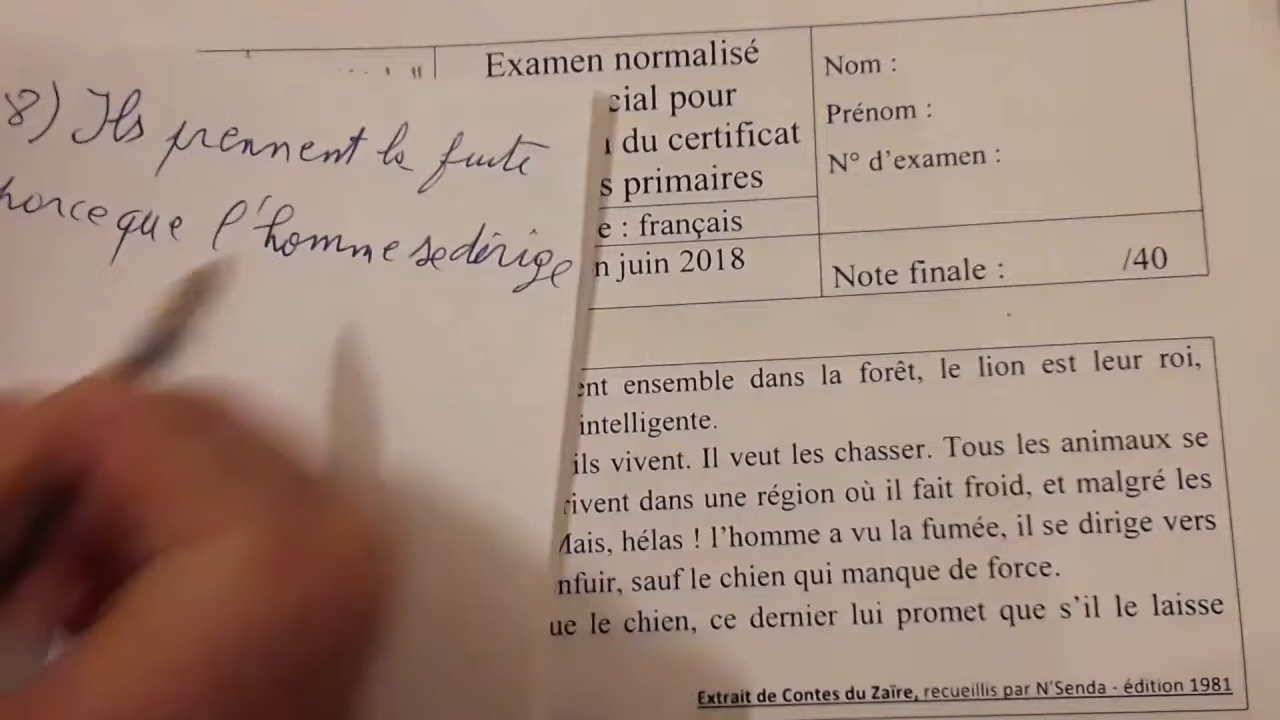 8) Ils prennent la fuite
parce que l'homme se dirige
Examen normalisé
cial pour
du certificat
s primaires
e : français
n juin 2018
Nom :
Prénom :
N° d'examen :
Note finale : /40
ent ensemble dans la forêt, le lion est leur roi,
intelligente.
ils vivent. Il veut les chasser. Tous les animaux se
rivent dans une région où il fait froid, et malgré les
Mais, hélas ! l'homme a vu la fumée, il se dirige vers
nfuir, sauf le chien qui manque de force.
ue le chien, ce dernier lui promet que s'il le laisse
Extrait de Contes du Zaïre, recueillis par N'Senda - édition 1981